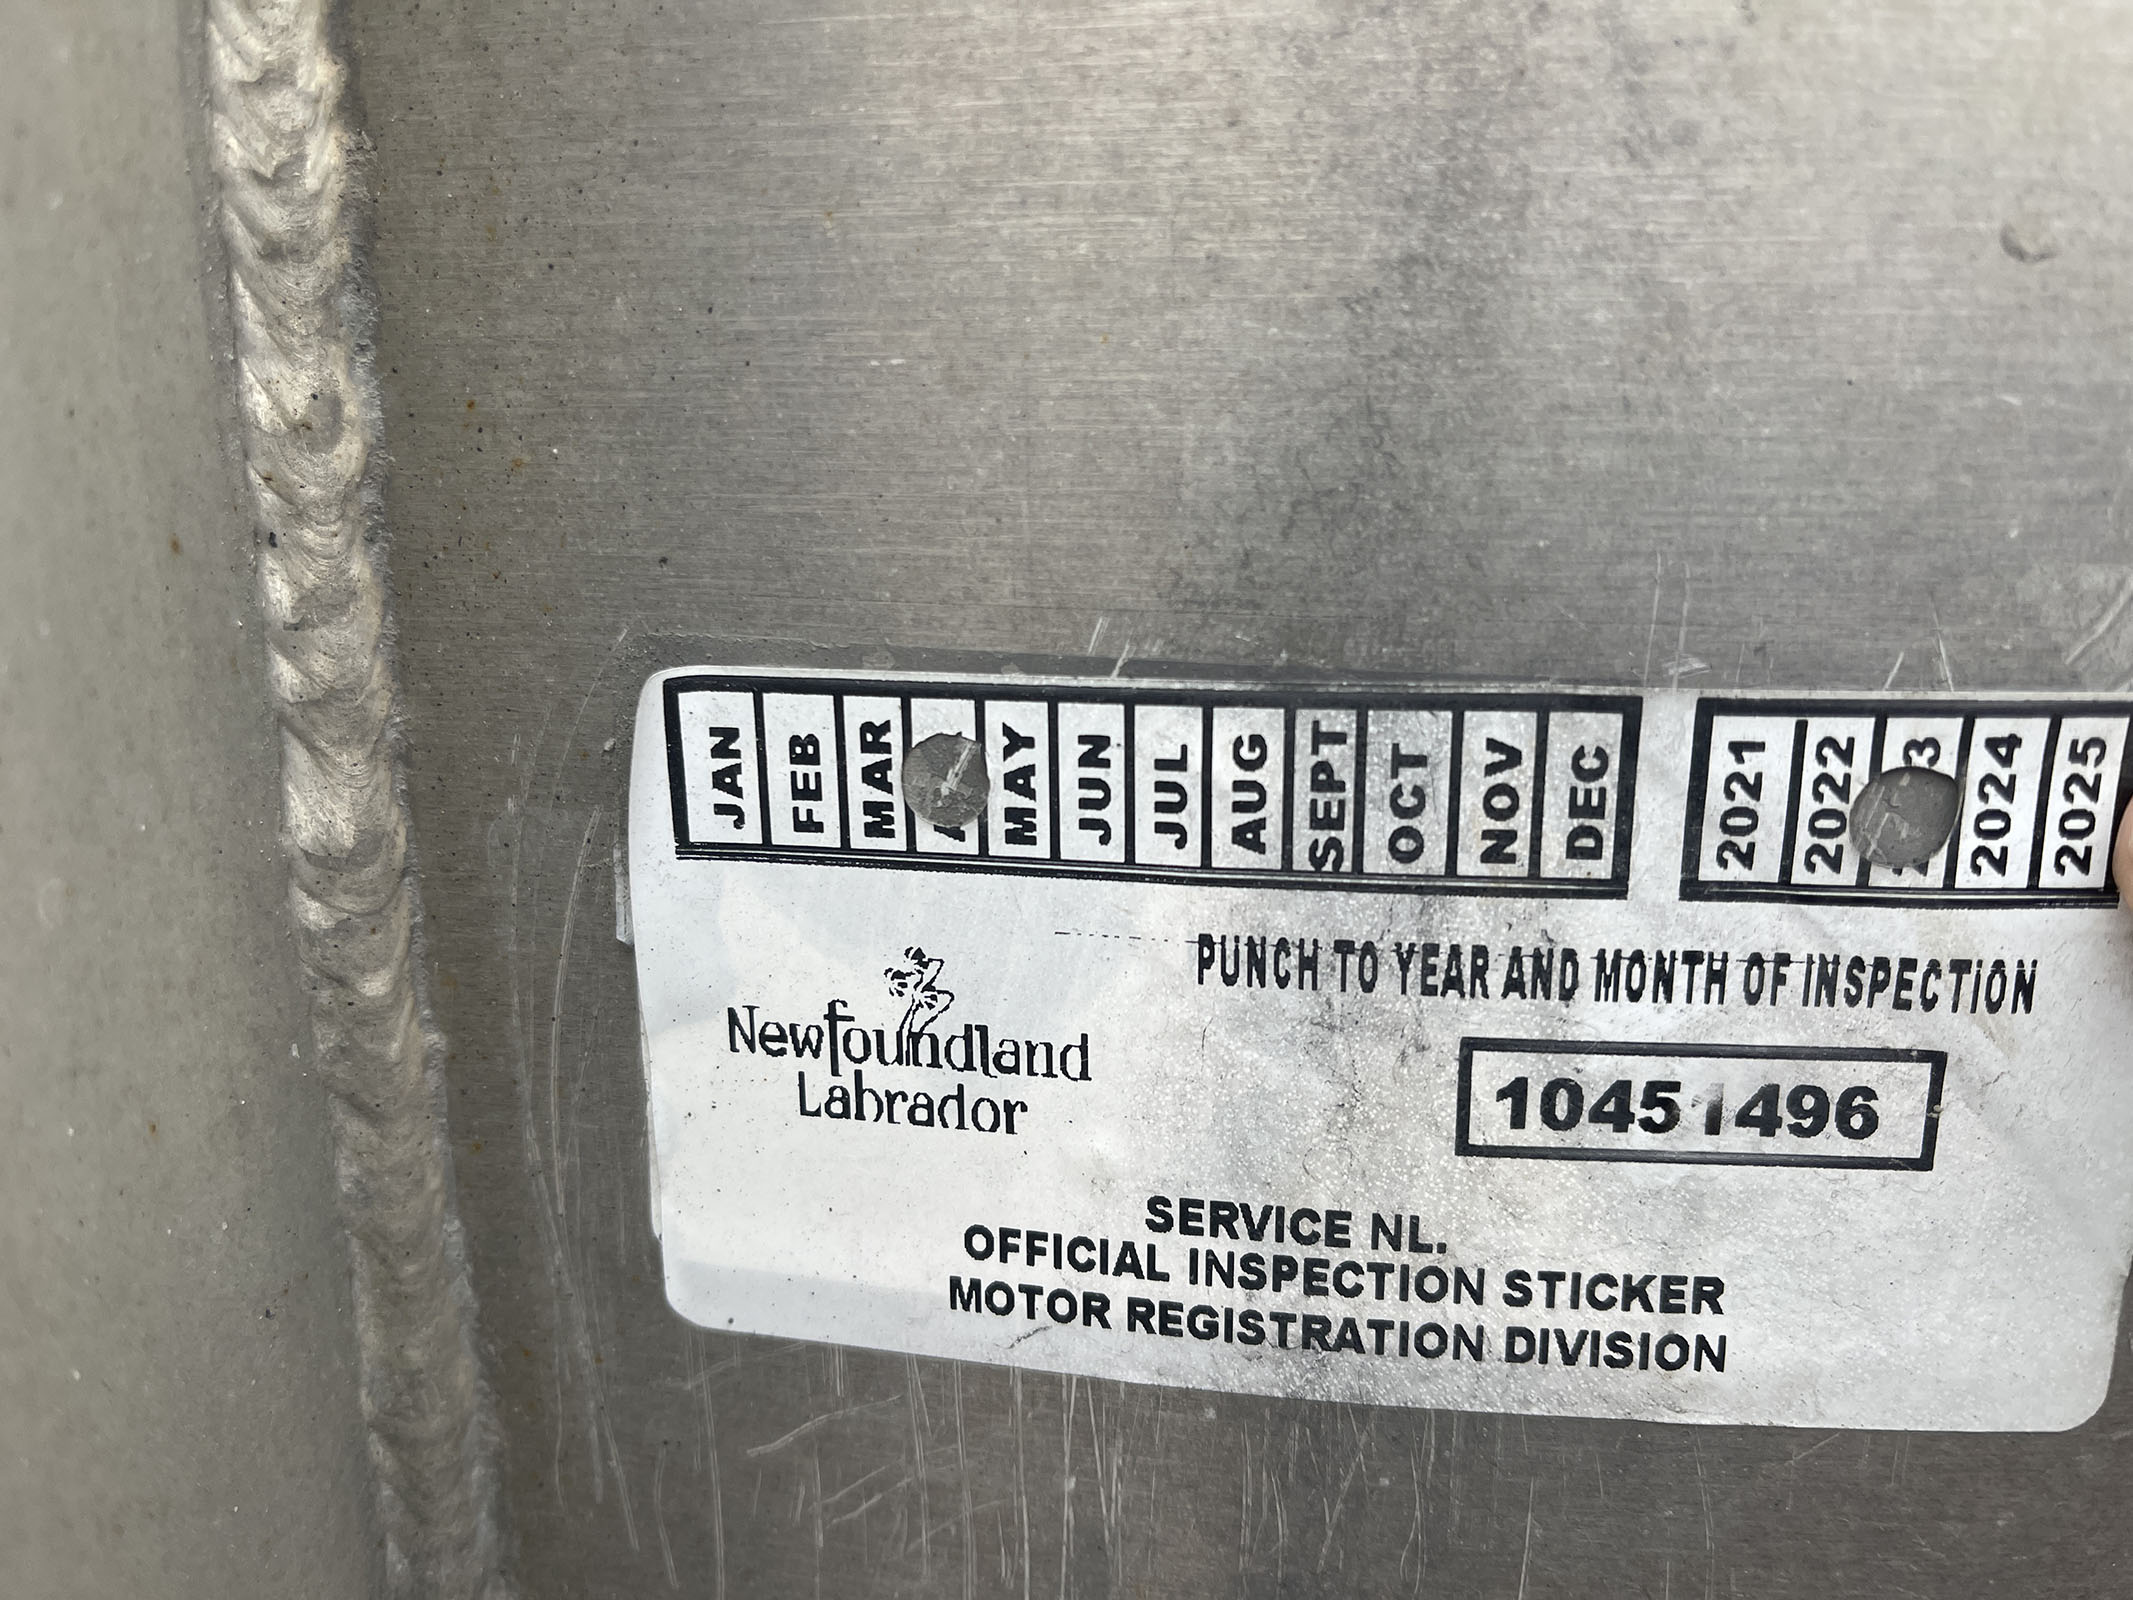 JAN FEB MAR MAY JUN JUL AUG SEPT OCT NOV DEC 2021 2022 2024 2025
PUNCH TO YEAR AND MONTH OF INSPECTION
Newfoundland
Labrador
10451496
SERVICE NL.
OFFICIAL INSPECTION STICKER
MOTOR REGISTRATION DIVISION